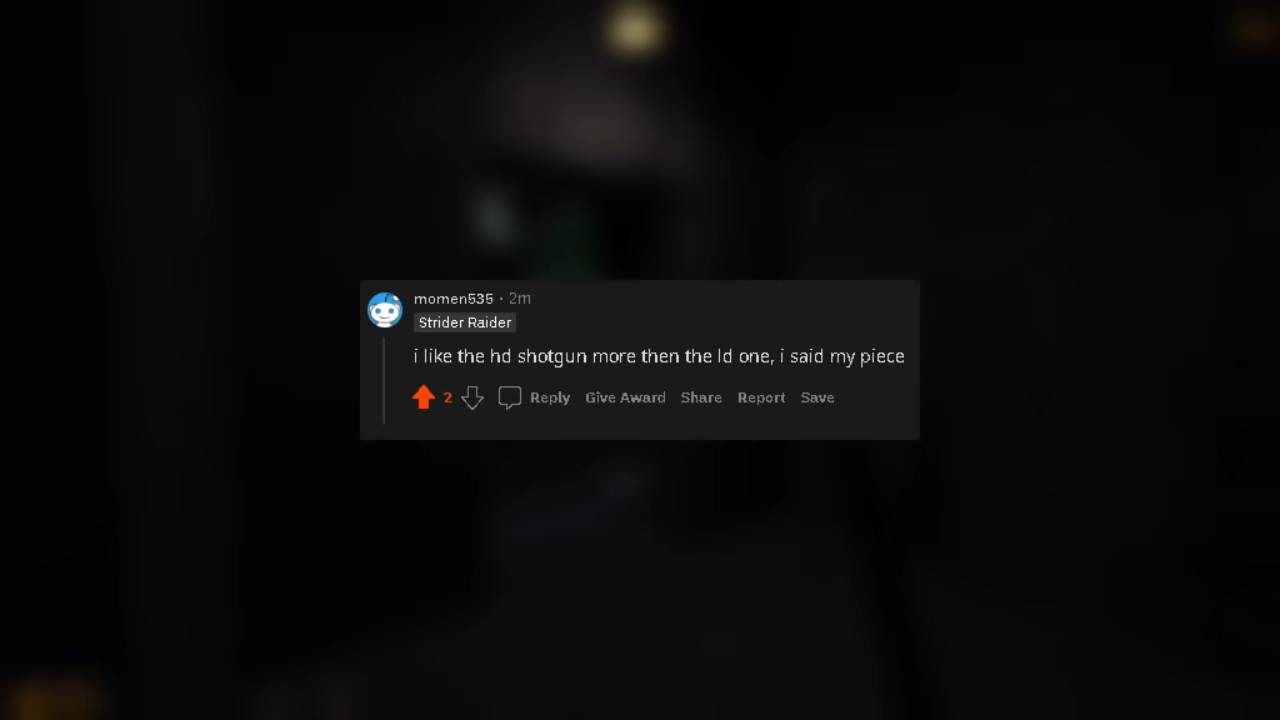 momen535 · 2m
Strider Raider
i like the hd shotgun more then the ld one, i said my piece
2 Reply Give Award Share Report Save